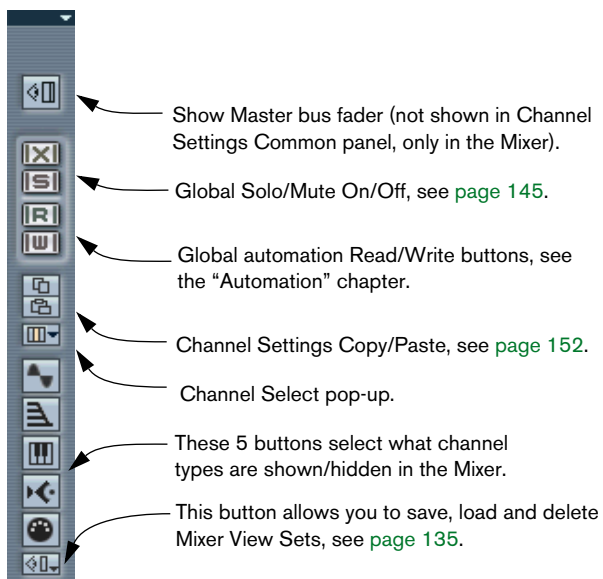 Show Master bus fader (not shown in Channel
Settings Common panel, only in the Mixer).
X
S
Global Solo/Mute On/Off, see page 145.
R
W
Global automation Read/Write buttons, see
the “Automation” chapter.
Channel Settings Copy/Paste, see page 152.
Channel Select pop-up.
These 5 buttons select what channel
types are shown/hidden in the Mixer.
This button allows you to save, load and delete
Mixer View Sets, see page 135.